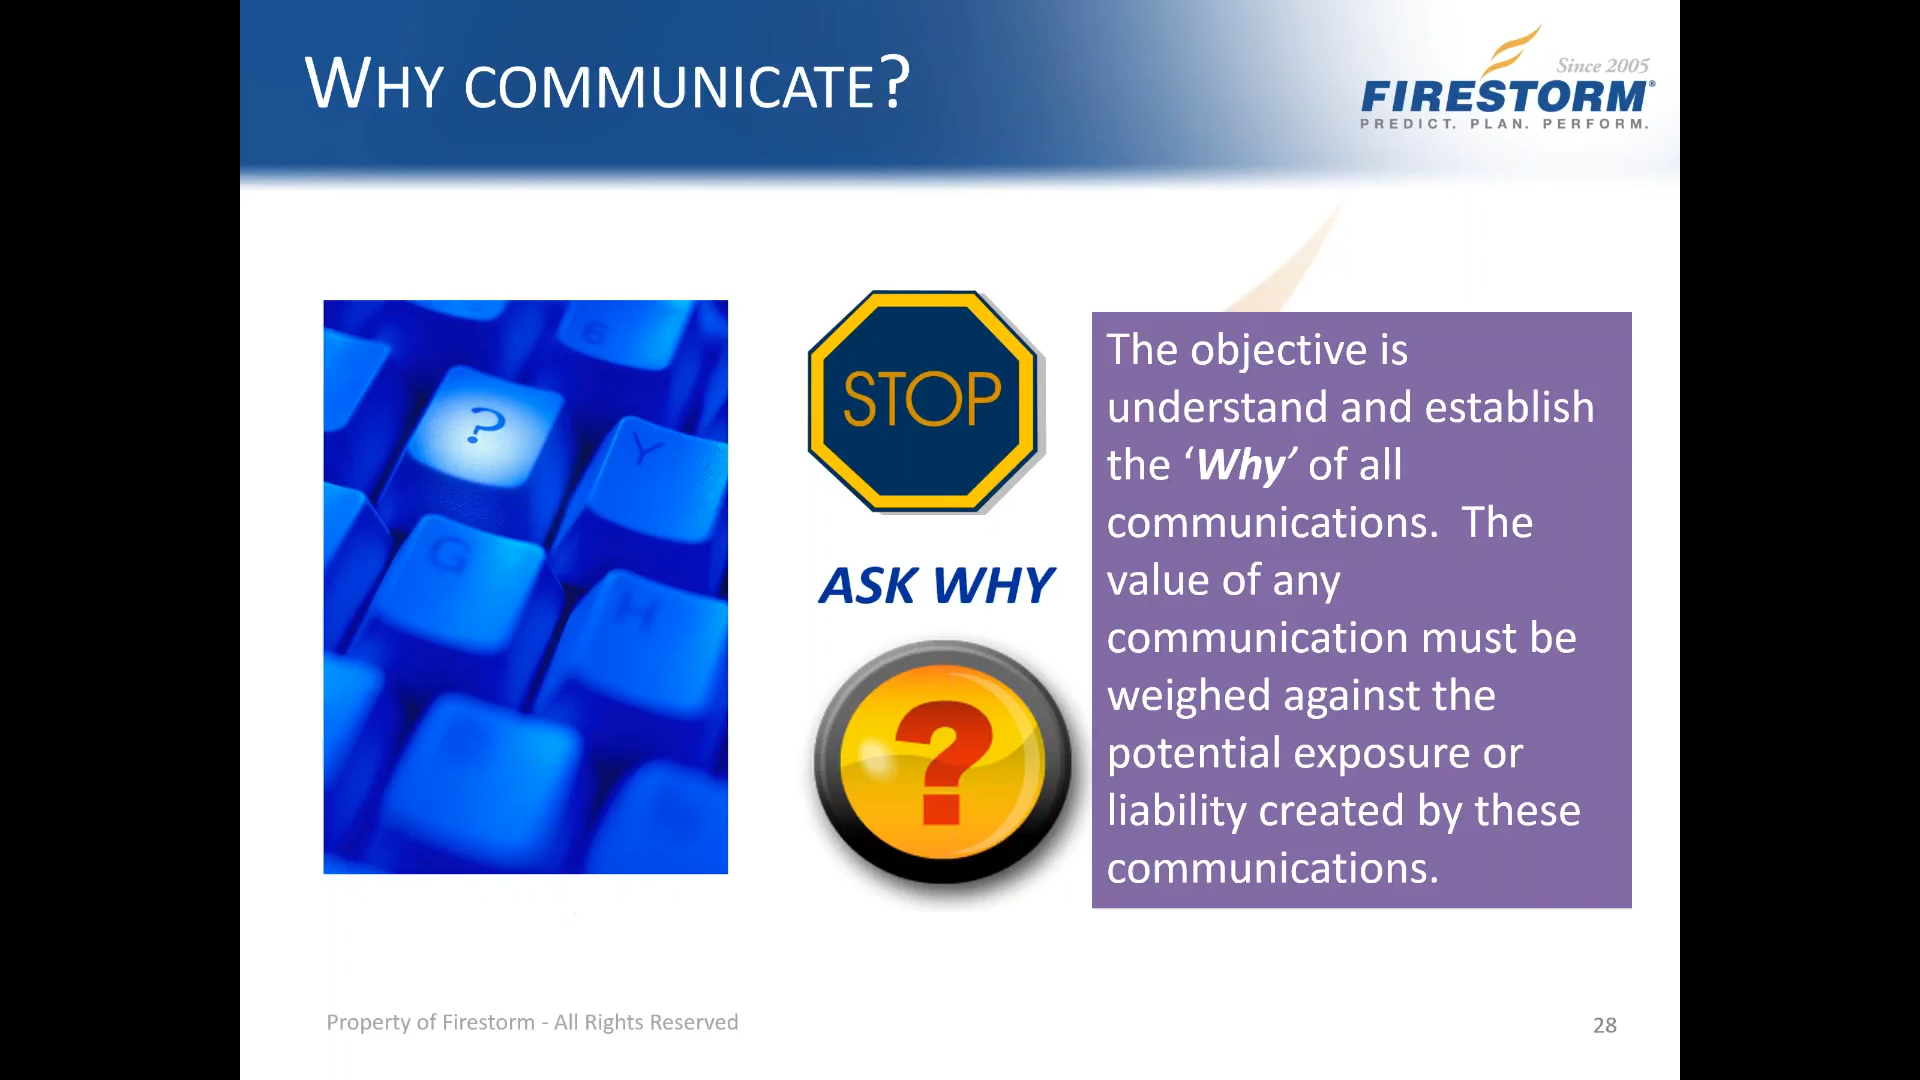 WHY COMMUNICATE?
Since 2005
FIRESTORM®
PREDICT. PLAN. PERFORM.
6
?
Y
G
H
STOP
ASK WHY
?
The objective is
understand and establish
the ‘Why’ of all
communications.  The
value of any
communication must be
weighed against the
potential exposure or
liability created by these
communications.
Property of Firestorm - All Rights Reserved
28